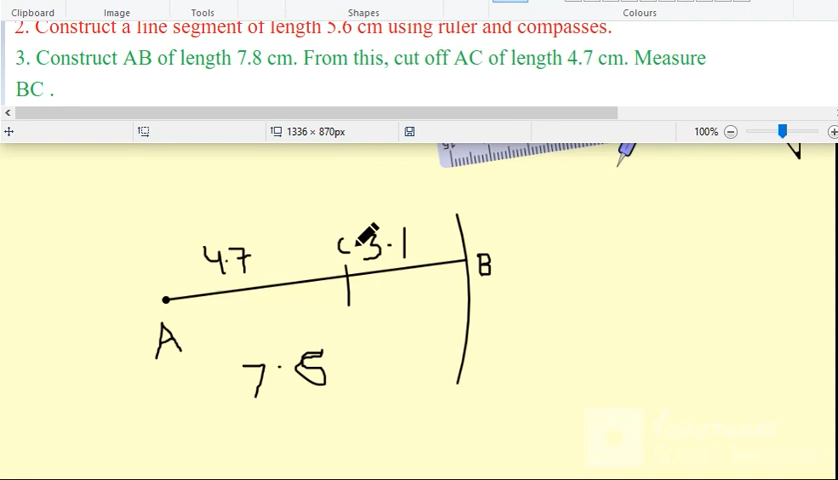 Clipboard Image Tools Shapes Colours
2. Construct a line segment of length 5.6 cm using ruler and compasses.
3. Construct AB of length 7.8 cm. From this, cut off AC of length 4.7 cm. Measure
BC .
1336 × 870px 100%
4.7 C 3.1
B
A
7.8